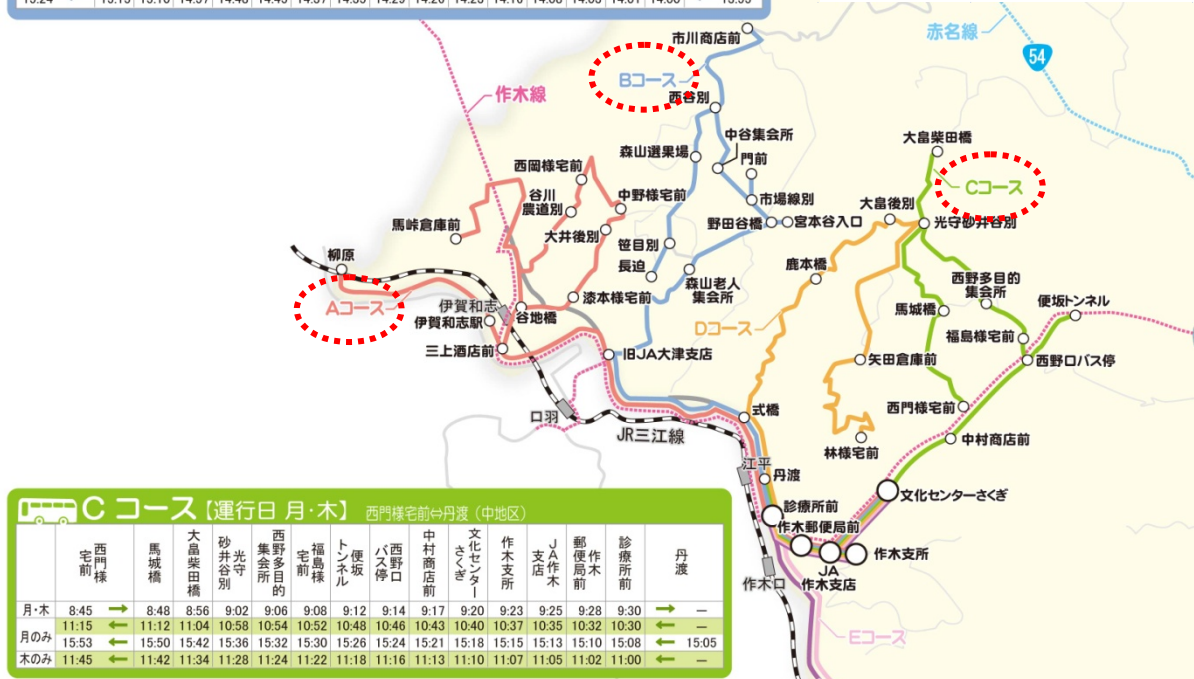 赤名線
54
市川商店前
Bコース
作木線
西谷別
中谷集会所
大畠柴田橋
森山選果場
門前
西岡様宅前
Cコース
谷川
農道別
中野様宅前
市場線別
大畠後別
馬峠倉庫前
大井後別
野田谷橋
宮本谷入口
光守砂井谷別
柳原
笹目別
長迫
鹿本橋
西野多目的
集会所
森山老人
集会所
漆本様宅前
Aコース
伊賀和志
伊賀和志駅
谷地橋
馬城橋
便坂トンネル
Dコース
福島様宅前
三上酒店前
旧JA大津支店
矢田倉庫前
西野口バス停
口羽
式橋
西門様宅前
JR三江線
林様宅前
中村商店前
江平
丹渡
文化センターさくぎ
診療所前
作木郵便局前
作木支所
JA
作木支店
作木口
Eコース
C コース【運行日 月・木】 西門様宅前⇔丹渡（中地区）
西門様宅前 馬城橋 大畠柴田橋 光守砂井谷別 西野多目的集会所 福島様宅前 便坂トンネル 西野口バス停 中村商店前 文化センターさくぎ 作木支所 JA作木支店 作木郵便局前 診療所前 丹渡
月・木 8:45 → 8:48 8:56 9:02 9:06 9:08 9:12 9:14 9:17 9:20 9:23 9:25 9:28 9:30 → －
月のみ 11:15 ← 11:12 11:04 10:58 10:54 10:52 10:48 10:46 10:43 10:40 10:37 10:35 10:32 10:30 ← －
15:53 ← 15:50 15:42 15:36 15:32 15:30 15:26 15:24 15:21 15:18 15:15 15:13 15:10 15:08 ← 15:05
木のみ 11:45 ← 11:42 11:34 11:28 11:24 11:22 11:18 11:16 11:13 11:10 11:07 11:05 11:02 11:00 ← －